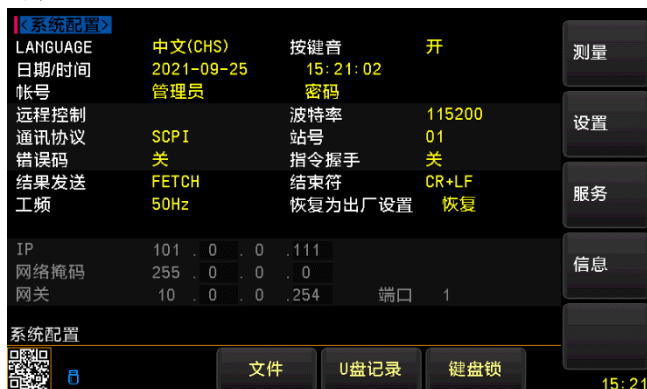 <系统配置>
LANGUAGE 中文(CHS) 按键音 开
日期/时间 2021-09-25 15:21:02
帐号 管理员 密码
远程控制 波特率 115200
通讯协议 SCPI 站号 01
错误码 关 指令握手 关
结果发送 FETCH 结束符 CR+LF
工频 50Hz 恢复为出厂设置 恢复
IP 101 . 0 . 0 .111
网络掩码 255 . 0 . 0 . 0
网关 10 . 0 . 0 .254 端口 1
系统配置
测量
设置
服务
信息
文件 U盘记录 键盘锁
15:21